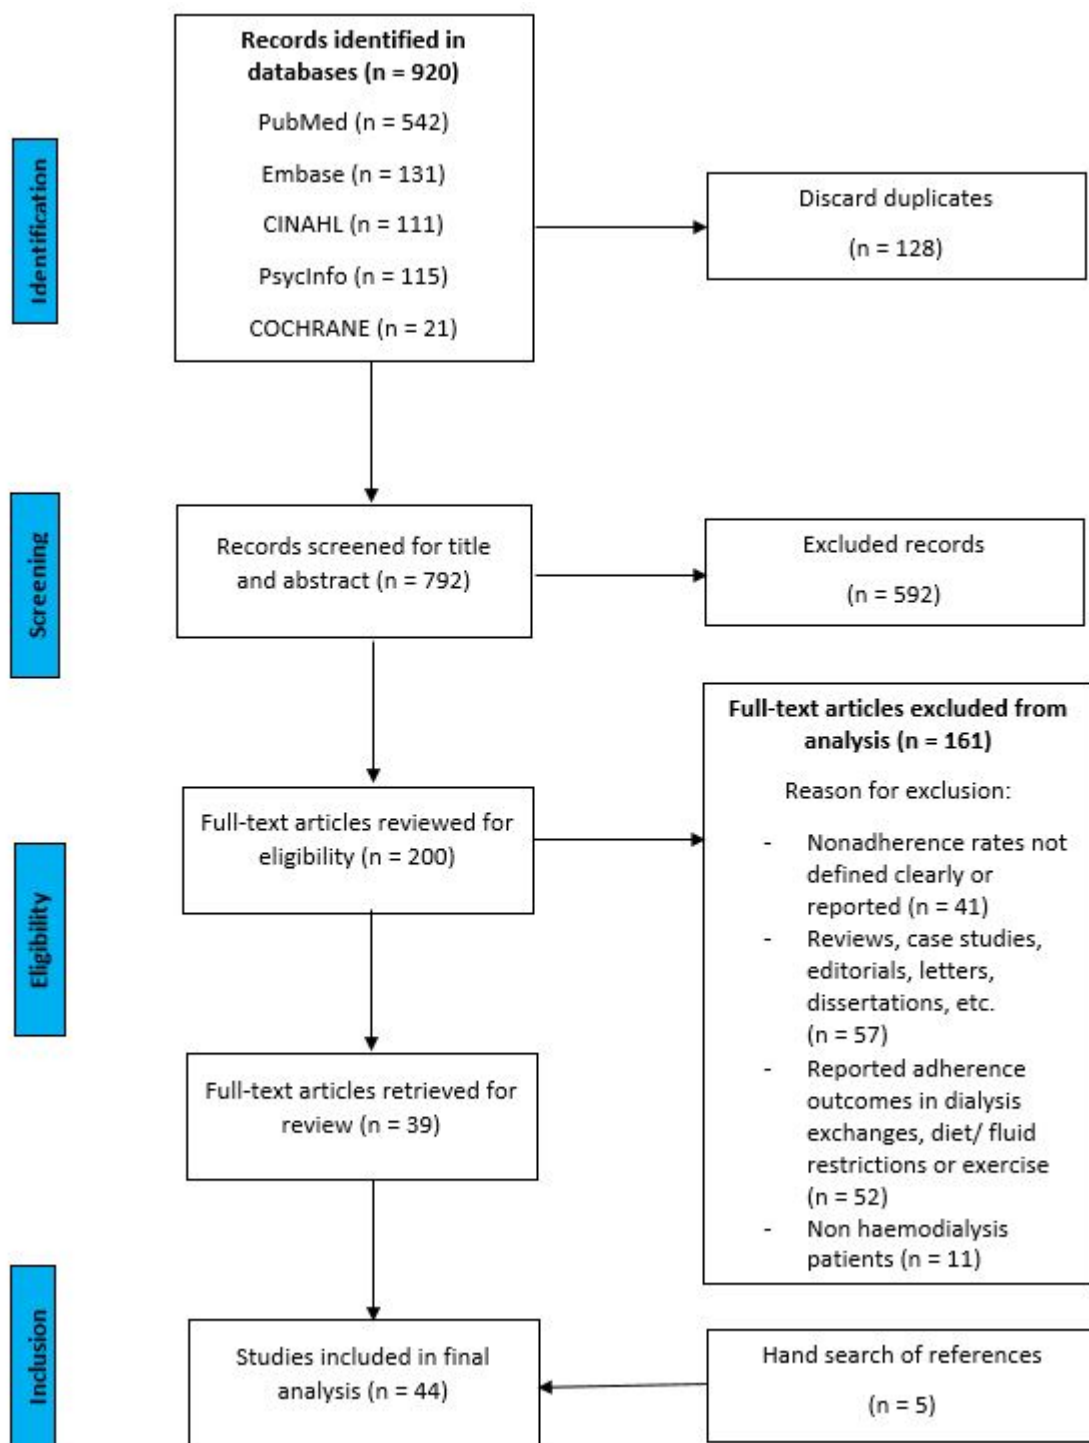 Identification
Records identified in
databases (n = 920)
PubMed (n = 542)
Embase (n = 131)
CINAHL (n = 111)
PsycInfo (n = 115)
COCHRANE (n = 21)
Discard duplicates
(n = 128)
Screening
Records screened for title
and abstract (n = 792)
Excluded records
(n = 592)
Eligibility
Full-text articles reviewed for
eligibility (n = 200)
Full-text articles excluded from
analysis (n = 161)
Reason for exclusion:
- Nonadherence rates not
defined clearly or
reported (n = 41)
- Reviews, case studies,
editorials, letters,
dissertations, etc.
(n = 57)
- Reported adherence
outcomes in dialysis
exchanges, diet/ fluid
restrictions or exercise
(n = 52)
- Non haemodialysis
patients (n = 11)
Full-text articles retrieved for
review (n = 39)
Inclusion
Studies included in final
analysis (n = 44)
Hand search of references
(n = 5)